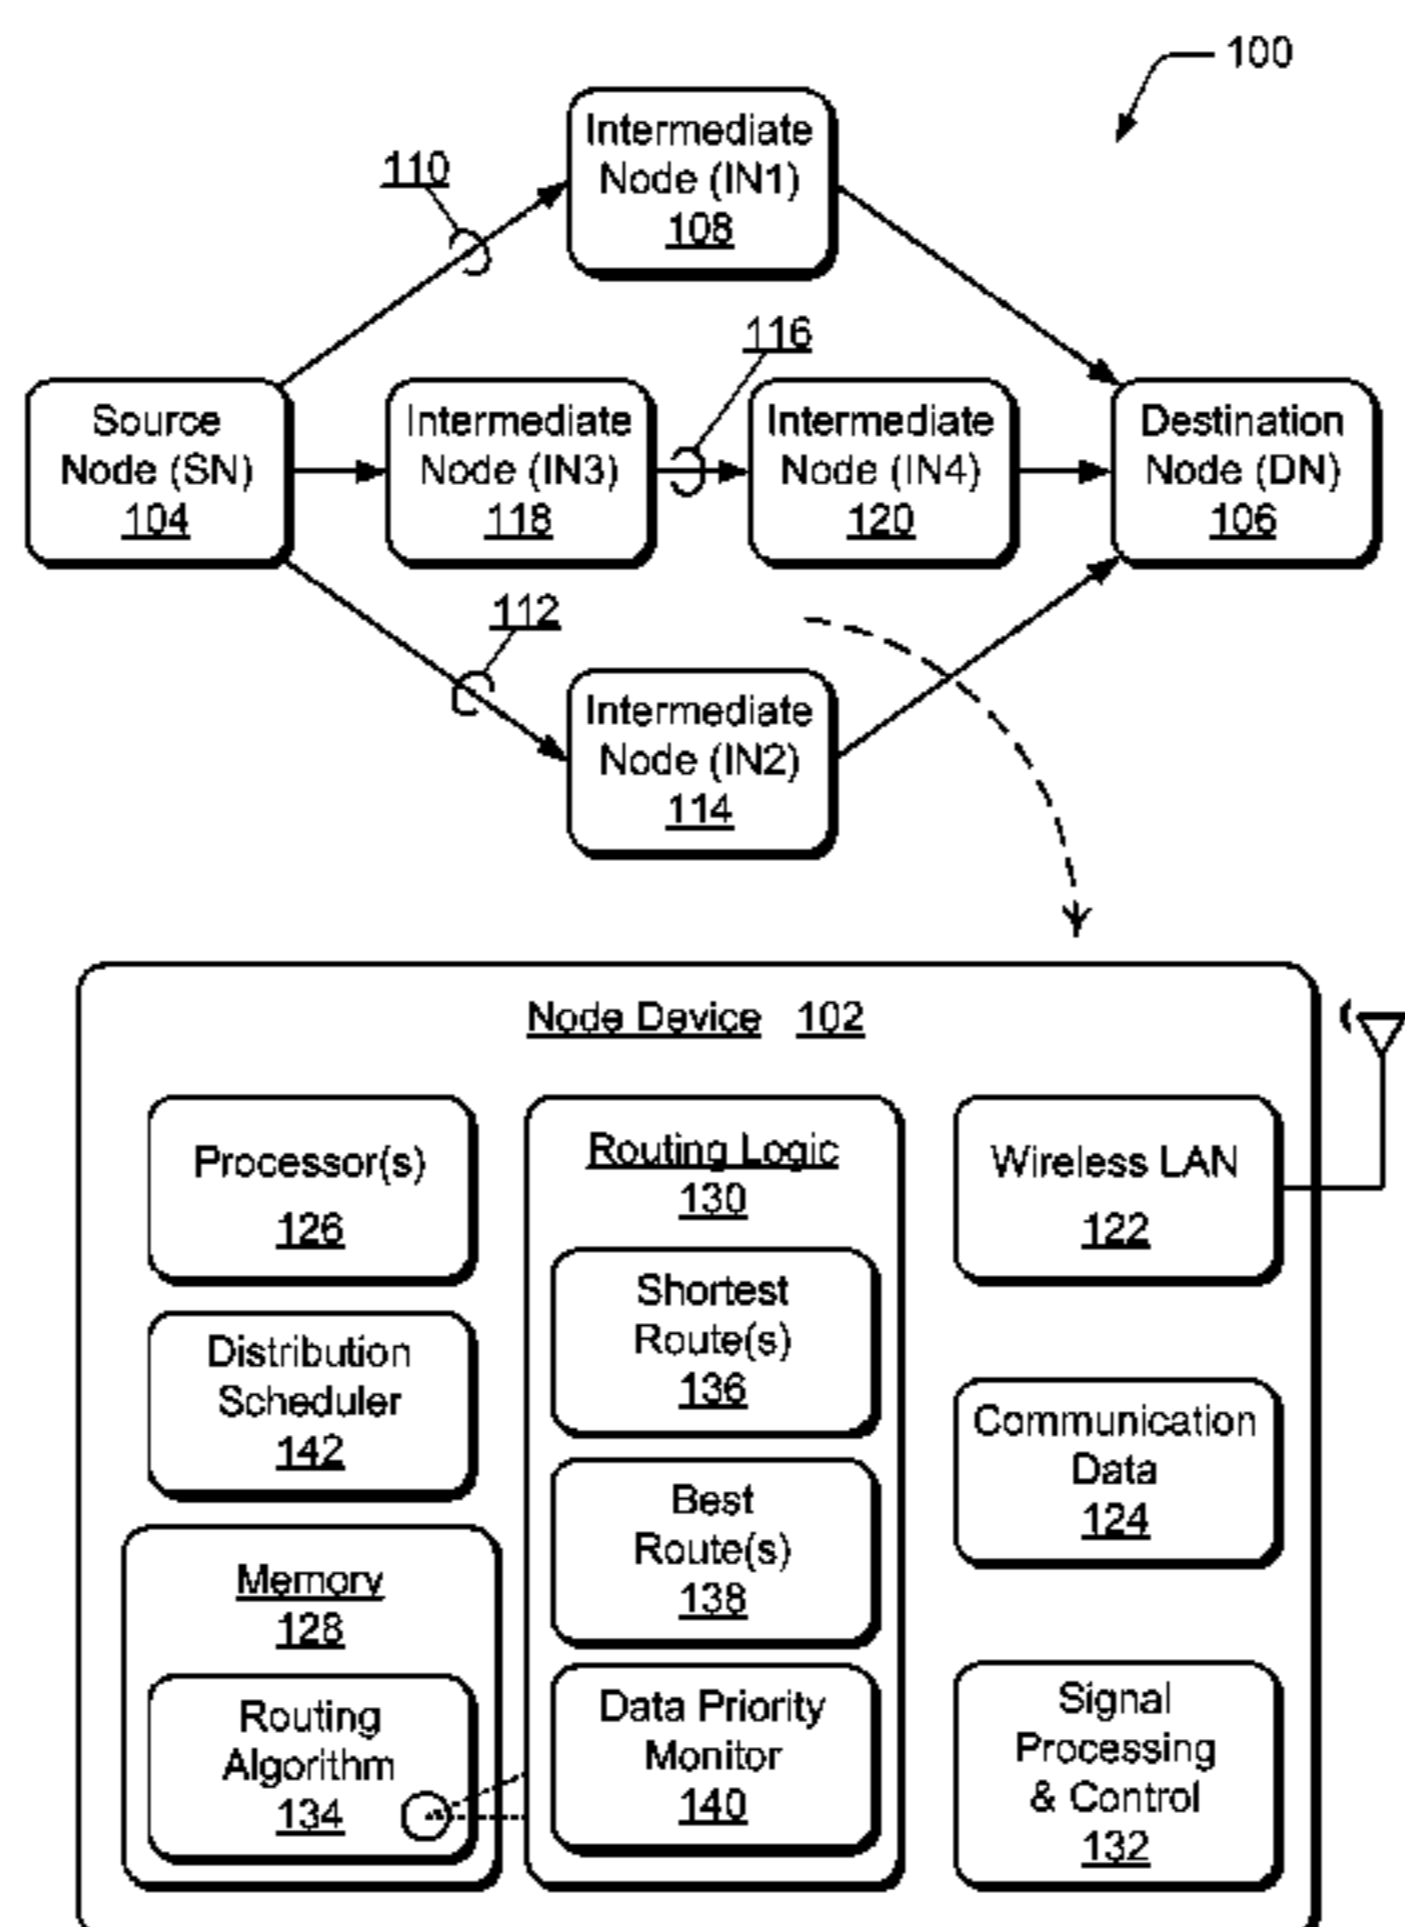 100
Intermediate
Node (IN1)
108
110
116
Source
Node (SN)
104
Intermediate
Node (IN3)
118
Intermediate
Node (IN4)
120
Destination
Node (DN)
106
112
Intermediate
Node (IN2)
114
Node Device 102
Processor(s)
126
Distribution
Scheduler
142
Memory
128
Routing
Algorithm
134
Routing Logic
130
Shortest
Route(s)
136
Best
Route(s)
138
Data Priority
Monitor
140
Wireless LAN
122
Communication
Data
124
Signal
Processing
& Control
132